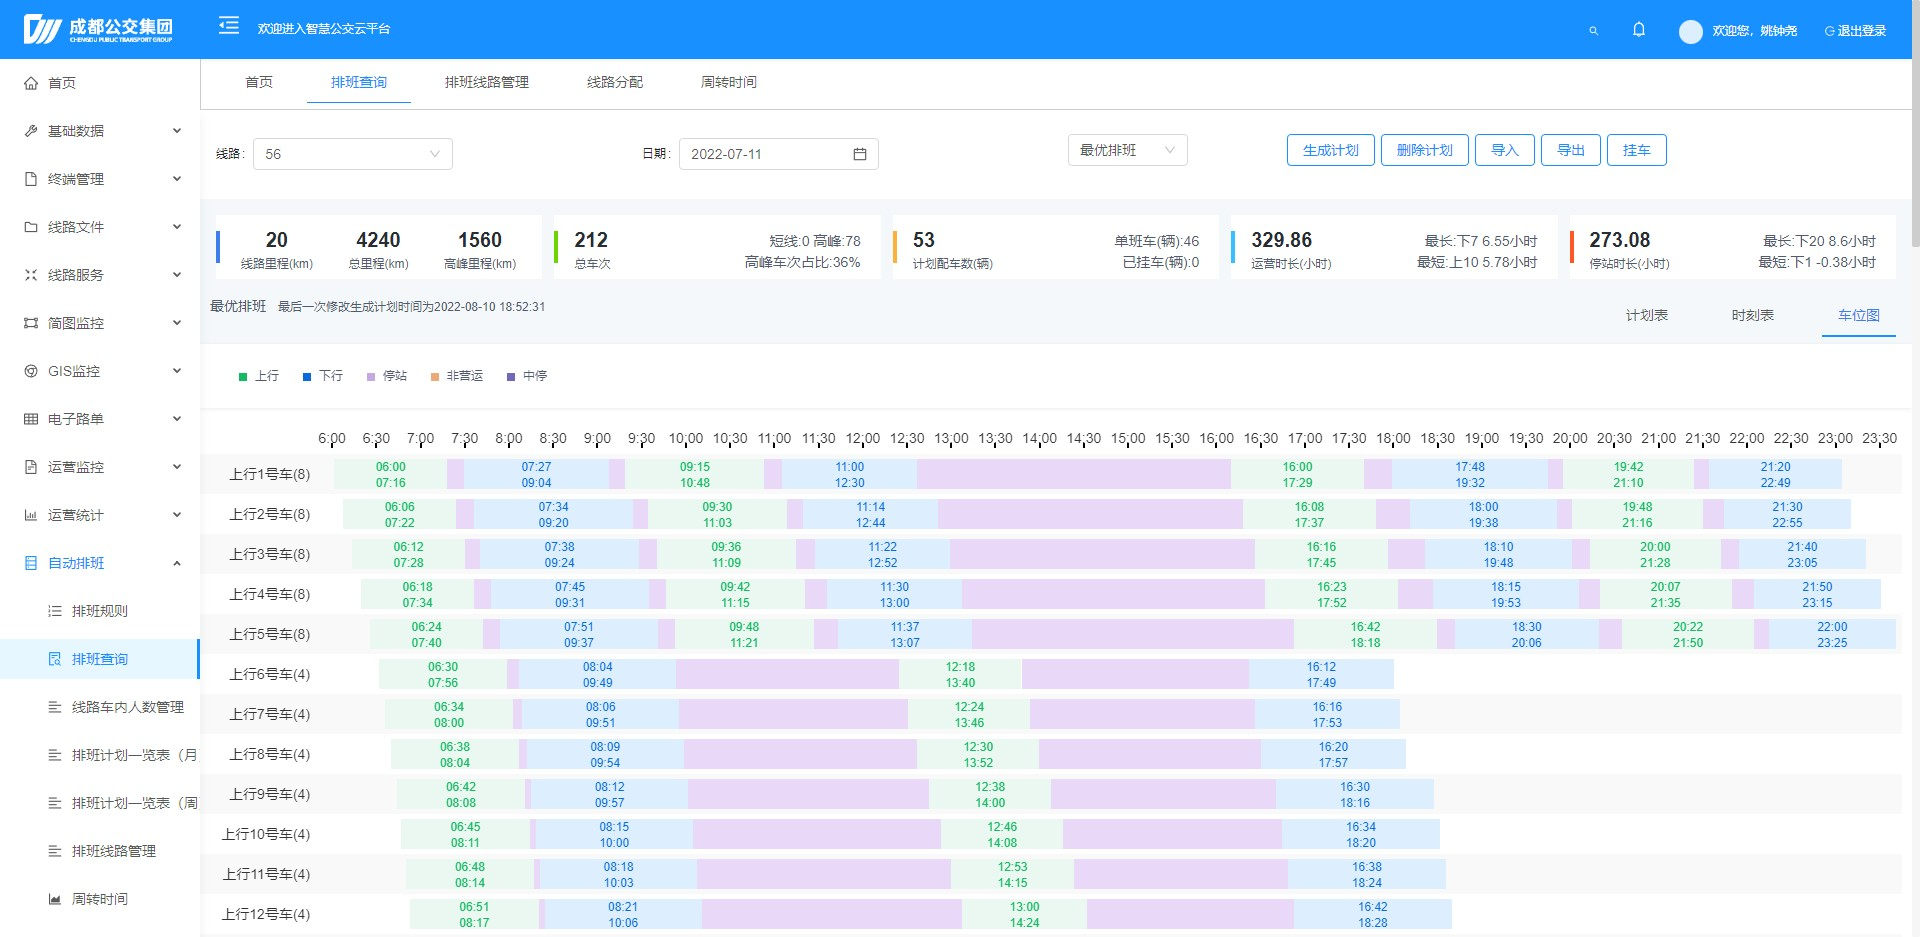 成都公交集团
CHENGDU PUBLIC TRANSPORT GROUP
欢迎进入智慧公交云平台
欢迎您，姚钟尧
退出登录
首页
基础数据
终端管理
线路文件
线路服务
简图监控
GIS监控
电子路单
运营监控
运营统计
自动排班
排班规则
排班查询
线路车内人数管理
排班计划一览表（月
排班计划一览表（周
排班线路管理
周转时间
首页 排班查询 排班线路管理 线路分配 周转时间
线路: 56 日期: 2022-07-11 最优排班 生成计划 删除计划 导入 导出 挂车
20 4240 1560
线路里程(km) 总里程(km) 高峰里程(km)
212 短线:0 高峰:78
总车次 高峰车次占比:36%
53 单班车(辆):46
计划配车数(辆) 已挂车(辆):0
329.86 最长:下7 6.55小时
运营时长(小时) 最短:上10 5.78小时
273.08 最长:下20 8.6小时
停站时长(小时) 最短:下1 -0.38小时
最优排班 最后一次修改生成计划时间为2022-08-10 18:52:31
计划表 时刻表 车位图
上行 下行 停站 非营运 中停
6:00 6:30 7:00 7:30 8:00 8:30 9:00 9:30 10:00 10:30 11:00 11:30 12:00 12:30 13:00 13:30 14:00 14:30 15:00 15:30 16:00 16:30 17:00 17:30 18:00 18:30 19:00 19:30 20:00 20:30 21:00 21:30 22:00 22:30 23:00 23:30
上行1号车(8)
06:00 07:27 09:15 11:00 16:00 17:48 19:42 21:20
07:16 09:04 10:48 12:30 17:29 19:32 21:10 22:49
上行2号车(8)
06:06 07:34 09:30 11:14 16:08 18:00 19:48 21:30
07:22 09:20 11:03 12:44 17:37 19:38 21:16 22:55
上行3号车(8)
06:12 07:38 09:36 11:22 16:16 18:10 20:00 21:40
07:28 09:24 11:09 12:52 17:45 19:48 21:28 23:05
上行4号车(8)
06:18 07:45 09:42 11:30 16:23 18:15 20:07 21:50
07:34 09:31 11:15 13:00 17:52 19:53 21:35 23:15
上行5号车(8)
06:24 07:51 09:48 11:37 16:42 18:30 20:22 22:00
07:40 09:37 11:21 13:07 18:18 20:06 21:50 23:25
上行6号车(4)
06:30 08:04 12:18 16:12
07:56 09:49 13:40 17:49
上行7号车(4)
06:34 08:06 12:24 16:16
08:00 09:51 13:46 17:53
上行8号车(4)
06:38 08:09 12:30 16:20
08:04 09:54 13:52 17:57
上行9号车(4)
06:42 08:12 12:38 16:30
08:08 09:57 14:00 18:16
上行10号车(4)
06:45 08:15 12:46 16:34
08:11 10:00 14:08 18:20
上行11号车(4)
06:48 08:18 12:53 16:38
08:14 10:03 14:15 18:24
上行12号车(4)
06:51 08:21 13:00 16:42
08:17 10:06 14:24 18:28